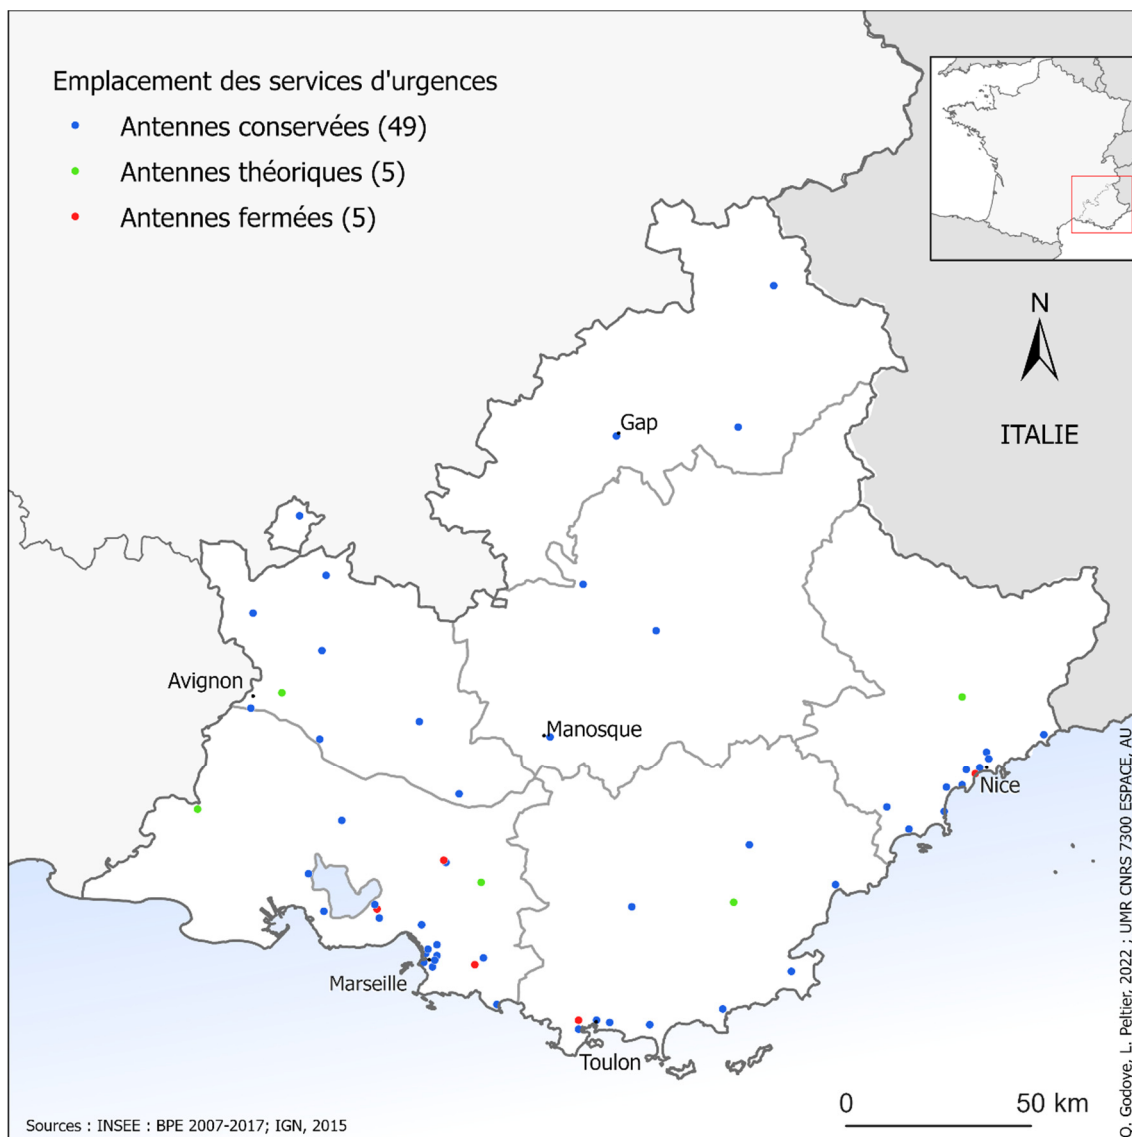 Emplacement des services d'urgences
Antennes conservées (49)
Antennes théoriques (5)
Antennes fermées (5)
N
ITALIE
Gap
Avignon
Manosque
Nice
Marseille
Toulon
0 50 km
Sources : INSEE : BPE 2007-2017; IGN, 2015
Q. Godoye, L. Peltier, 2022 ; UMR CNRS 7300 ESPACE, AU